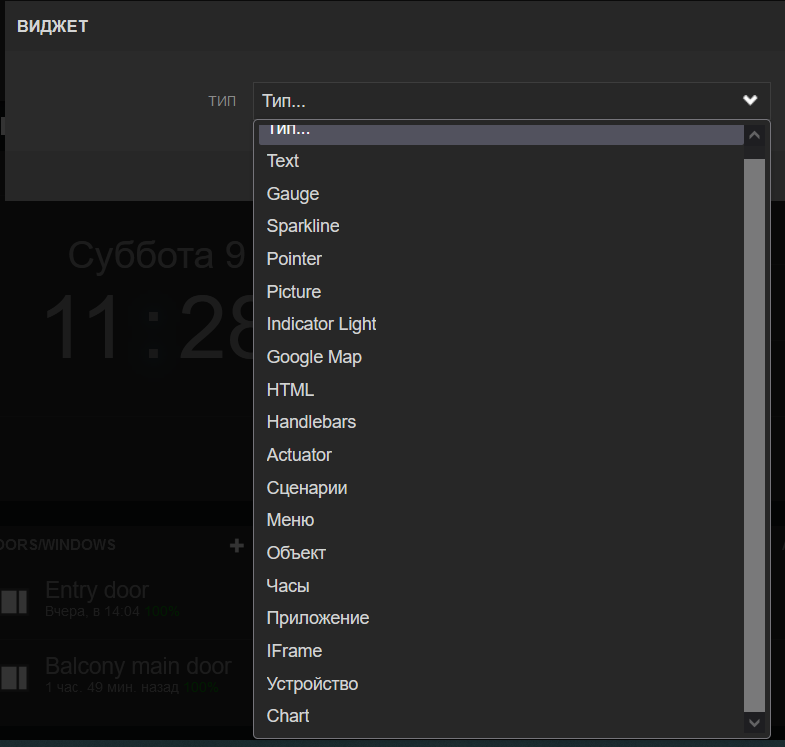 ВИДЖЕТ
ТИП
Тип...
Тип...
Text
Gauge
Sparkline
Pointer
Picture
Indicator Light
Google Map
HTML
Handlebars
Actuator
Сценарии
Меню
Объект
Часы
Приложение
IFrame
Устройство
Chart
Суббота 9
11:28
OORS/WINDOWS
Entry door
Вчера, в 14:04 100%
Balcony main door
1 час. 49 мин. назад 100%